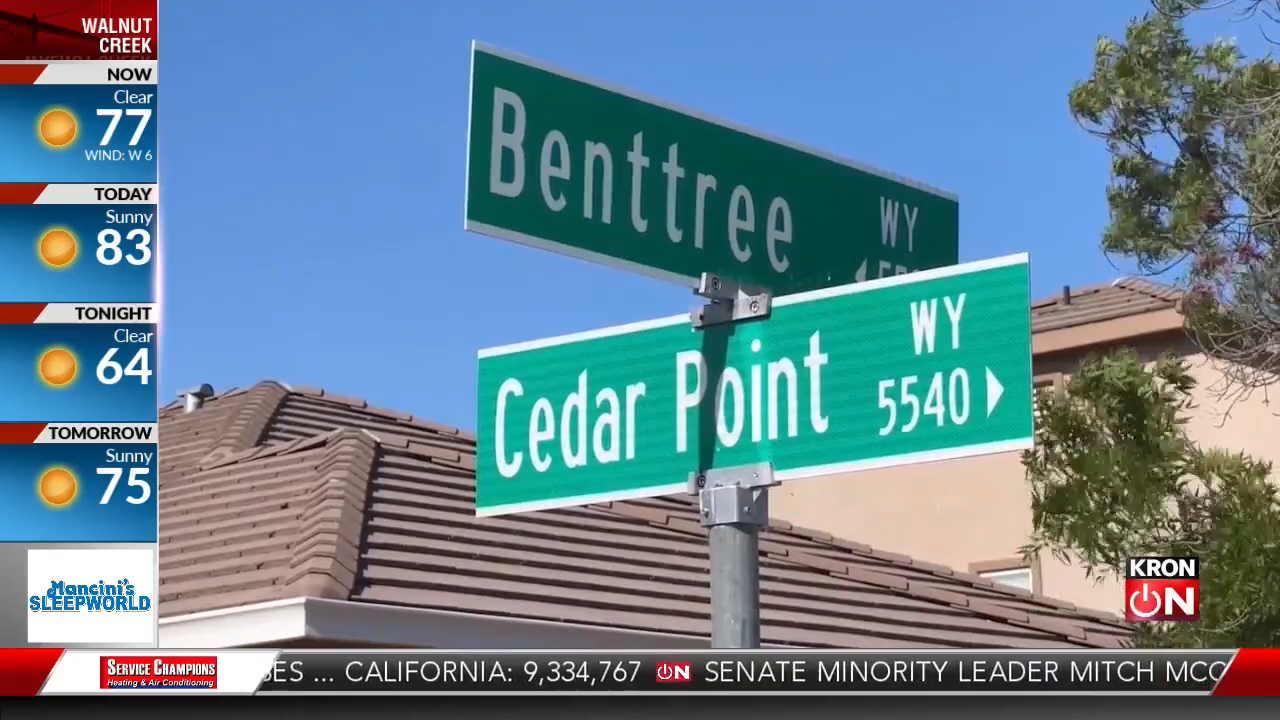 WALNUT
CREEK
NOW
Clear
77
WIND: W 6
TODAY
Sunny
83
TONIGHT
Clear
64
TOMORROW
Sunny
75
Mancini's
SLEEPWORLD
Benttree WY
Cedar Point WY
5540
KRON
ON
SERVICE CHAMPIONS
Heating & Air Conditioning
... CALIFORNIA: 9,334,767 ON SENATE MINORITY LEADER MITCH